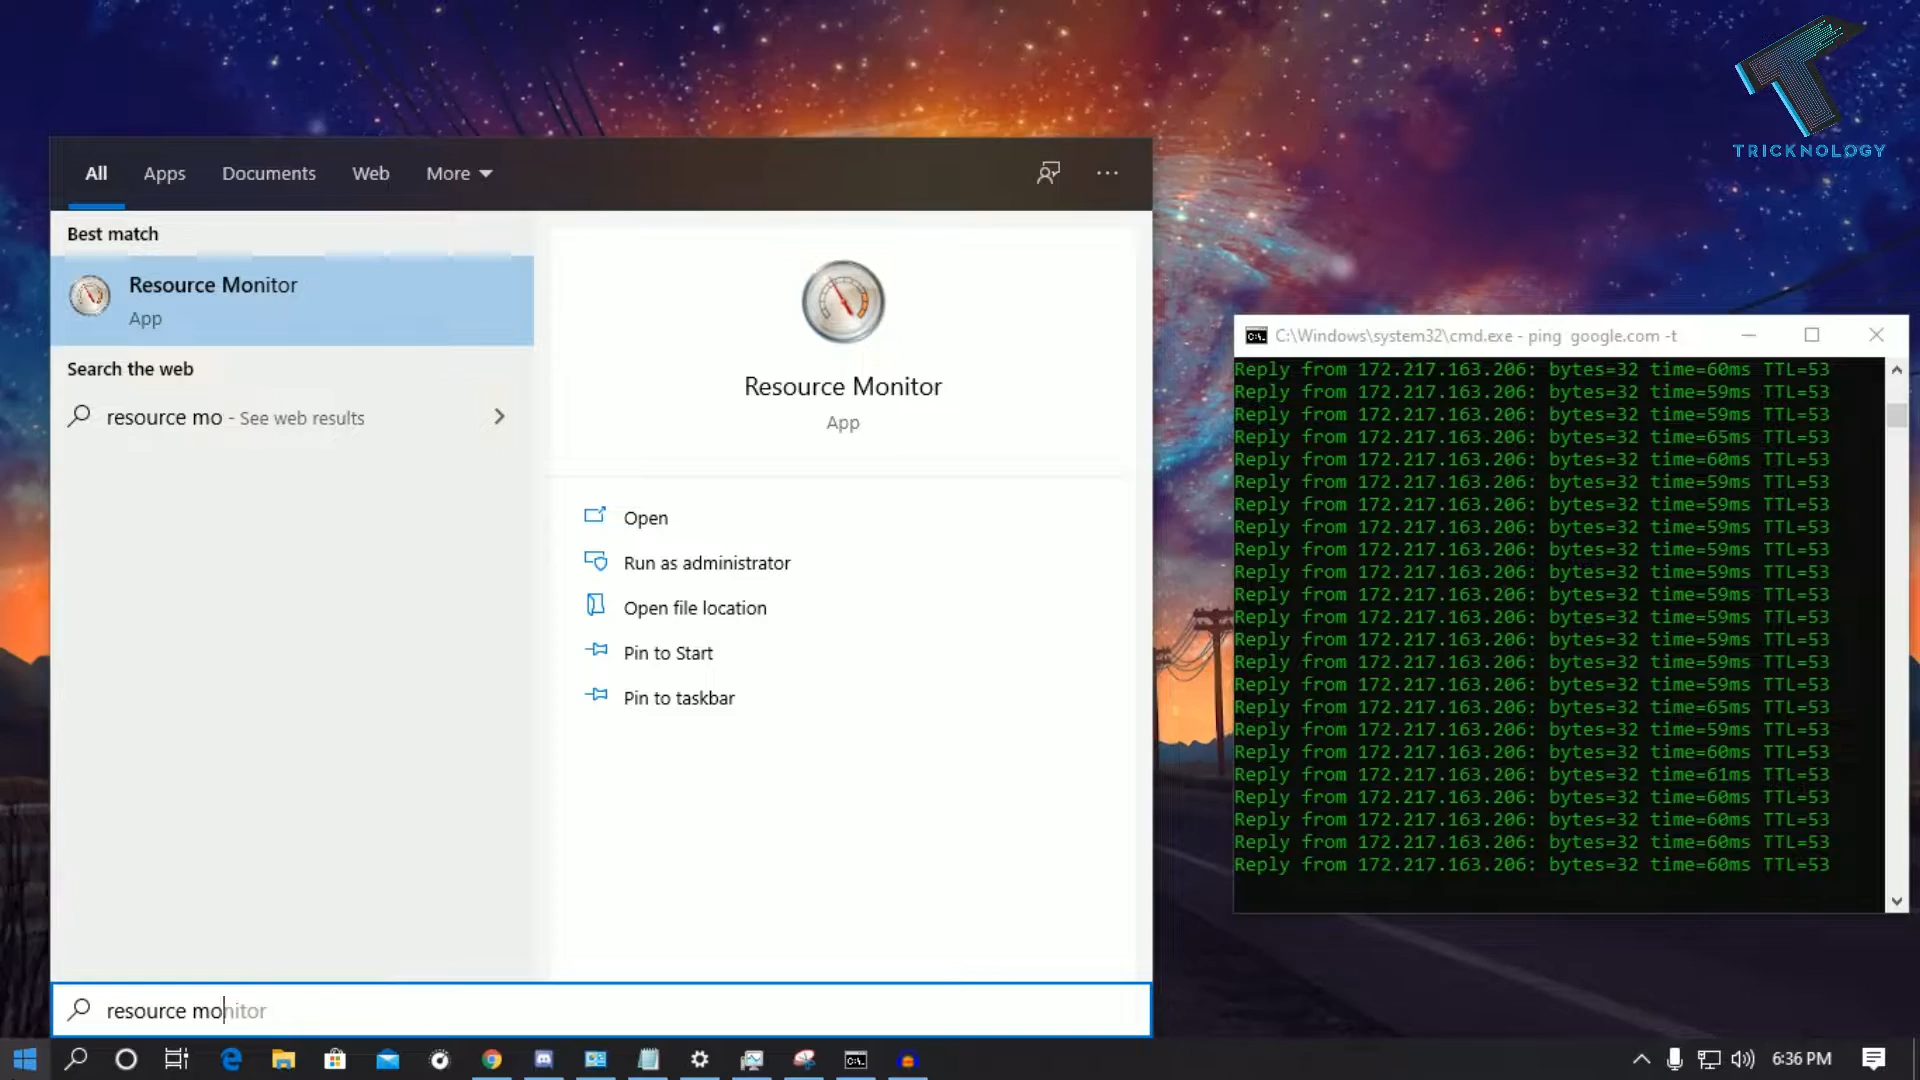 TRICKNOLOGY
All Apps Documents Web More
Best match
Resource Monitor
App
Search the web
resource mo - See web results
Resource Monitor
App
Open
Run as administrator
Open file location
Pin to Start
Pin to taskbar
resource monitor
C:\Windows\system32\cmd.exe - ping  google.com -t
Reply from 172.217.163.206: bytes=32 time=60ms TTL=53
Reply from 172.217.163.206: bytes=32 time=59ms TTL=53
Reply from 172.217.163.206: bytes=32 time=59ms TTL=53
Reply from 172.217.163.206: bytes=32 time=65ms TTL=53
Reply from 172.217.163.206: bytes=32 time=60ms TTL=53
Reply from 172.217.163.206: bytes=32 time=59ms TTL=53
Reply from 172.217.163.206: bytes=32 time=59ms TTL=53
Reply from 172.217.163.206: bytes=32 time=59ms TTL=53
Reply from 172.217.163.206: bytes=32 time=59ms TTL=53
Reply from 172.217.163.206: bytes=32 time=59ms TTL=53
Reply from 172.217.163.206: bytes=32 time=59ms TTL=53
Reply from 172.217.163.206: bytes=32 time=59ms TTL=53
Reply from 172.217.163.206: bytes=32 time=59ms TTL=53
Reply from 172.217.163.206: bytes=32 time=59ms TTL=53
Reply from 172.217.163.206: bytes=32 time=59ms TTL=53
Reply from 172.217.163.206: bytes=32 time=65ms TTL=53
Reply from 172.217.163.206: bytes=32 time=59ms TTL=53
Reply from 172.217.163.206: bytes=32 time=60ms TTL=53
Reply from 172.217.163.206: bytes=32 time=61ms TTL=53
Reply from 172.217.163.206: bytes=32 time=60ms TTL=53
Reply from 172.217.163.206: bytes=32 time=60ms TTL=53
Reply from 172.217.163.206: bytes=32 time=60ms TTL=53
Reply from 172.217.163.206: bytes=32 time=60ms TTL=53
6:36 PM